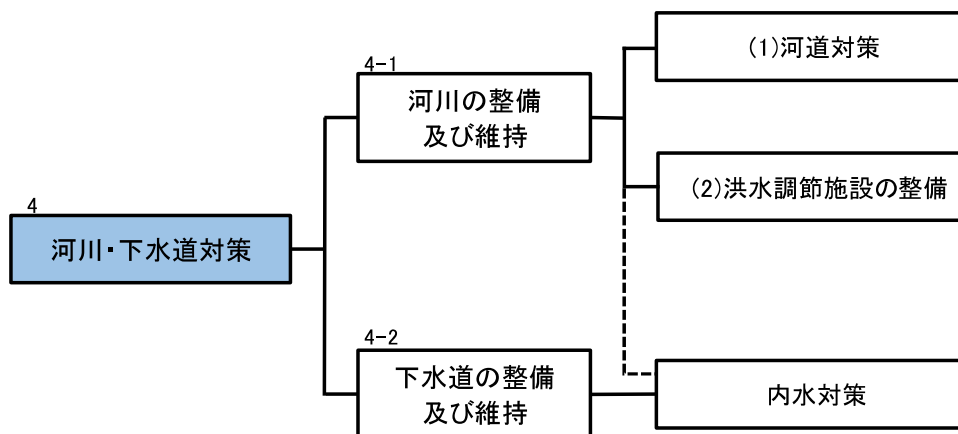 4
河川・下水道対策
4-1
河川の整備
及び維持
(1)河道対策
(2)洪水調節施設の整備
4-2
下水道の整備
及び維持
内水対策